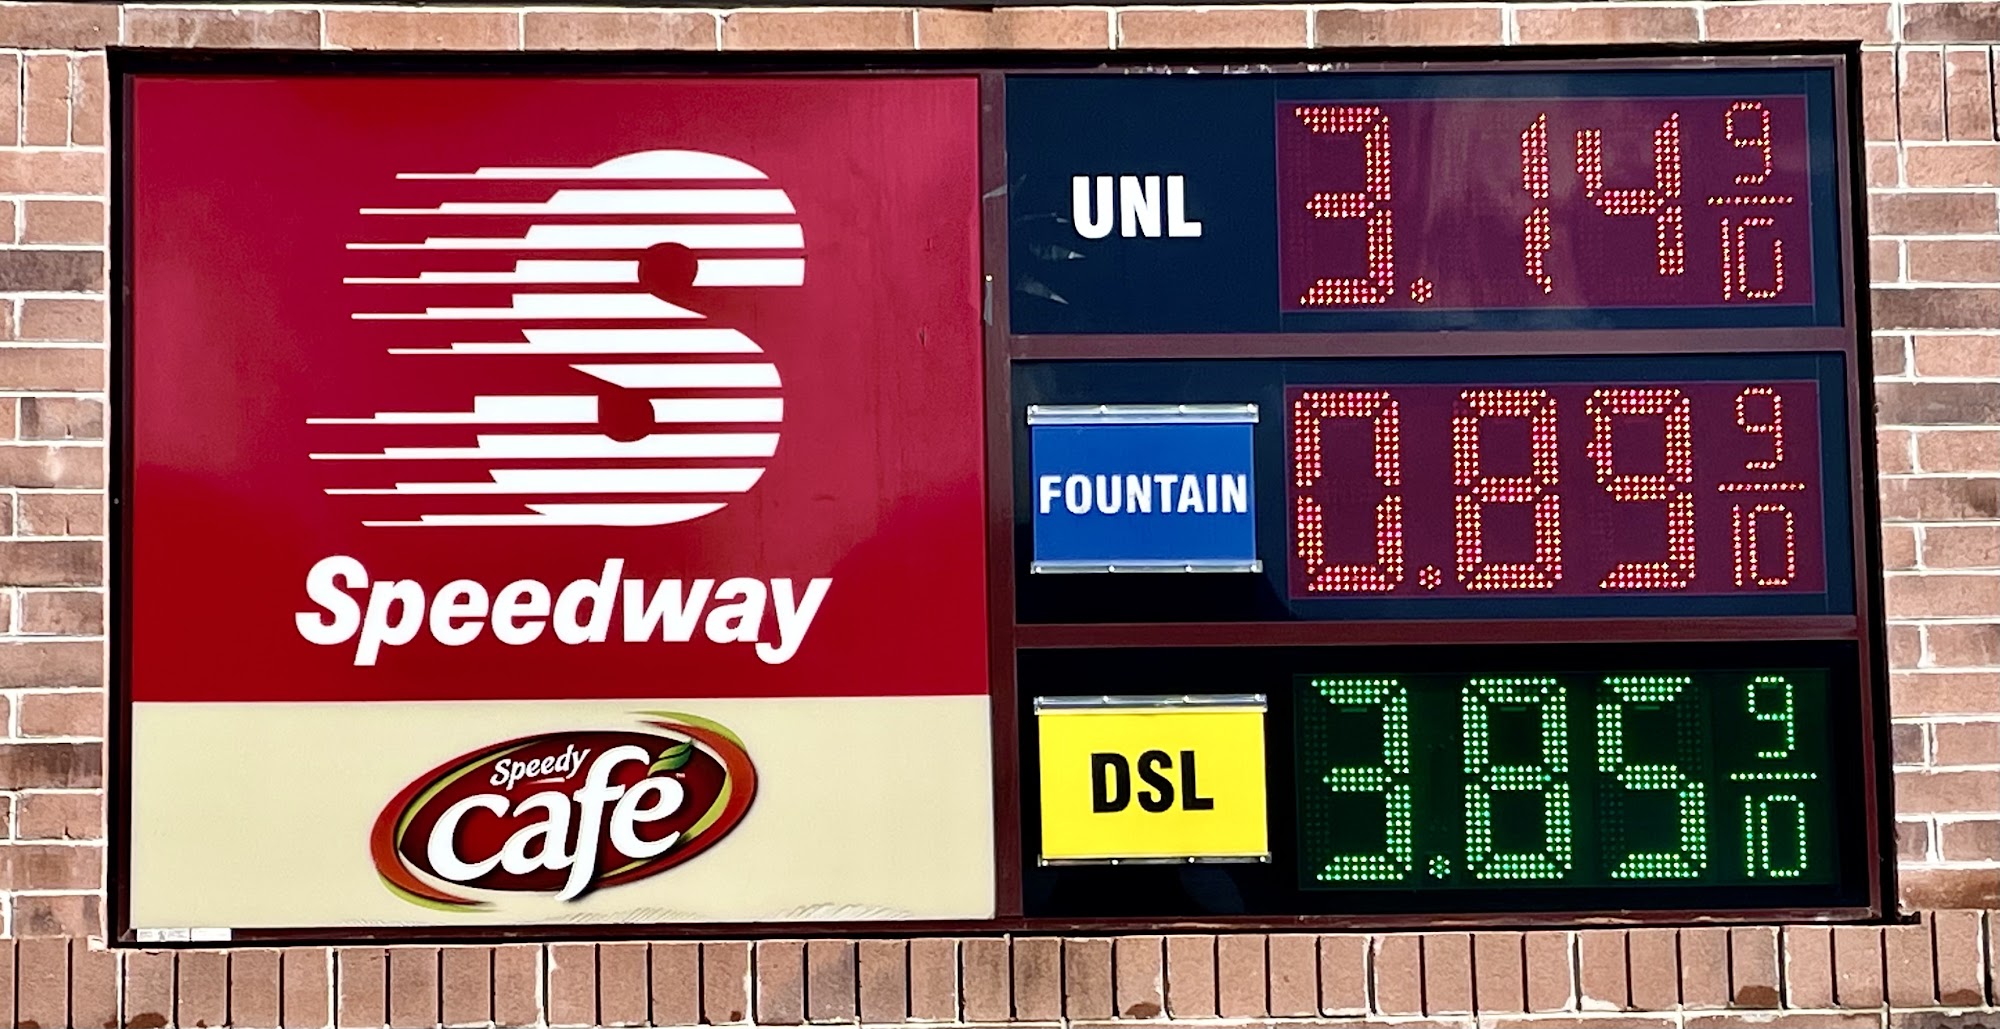 Speedway
Speedy
café
UNL 3.14 9/10
FOUNTAIN 0.89 9/10
DSL 3.85 9/10